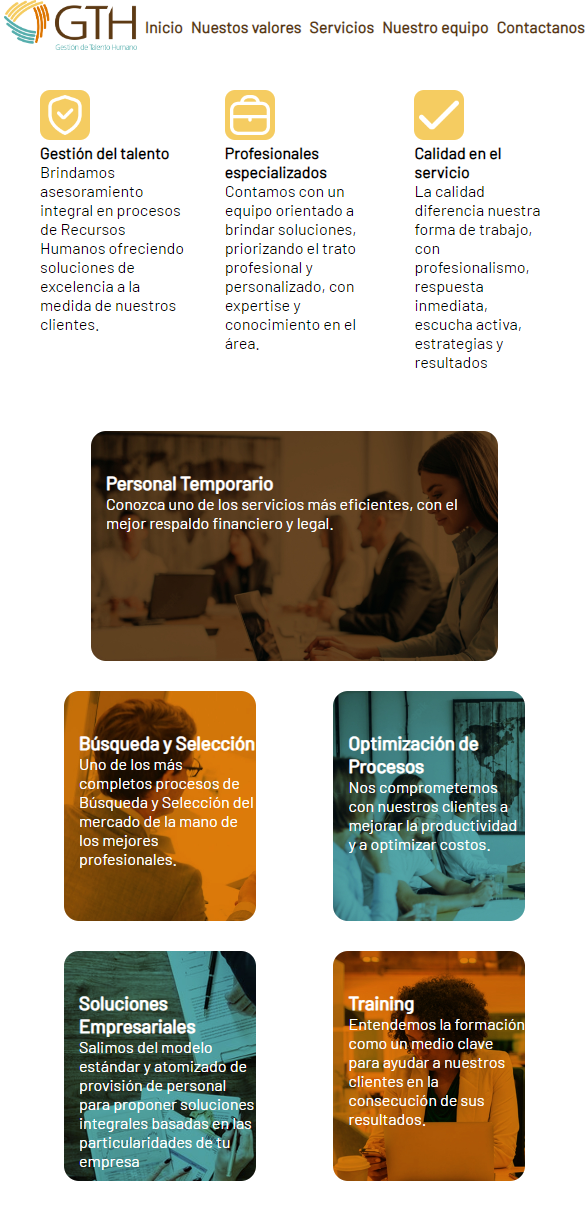 GTH
Gestión de Talento Humano
Inicio Nuestos valores Servicios Nuestro equipo Contactanos
Gestión del talento
Brindamos
asesoramiento
integral en procesos
de Recursos
Humanos ofreciendo
soluciones de
excelencia a la
medida de nuestros
clientes.
Profesionales
especializados
Contamos con un
equipo orientado a
brindar soluciones,
priorizando el trato
profesional y
personalizado, con
expertise y
conocimiento en el
área.
Calidad en el
servicio
La calidad
diferencia nuestra
forma de trabajo,
con
profesionalismo,
respuesta
inmediata,
escucha activa,
estrategias y
resultados
Personal Temporario
Conozca uno de los servicios más eficientes, con el
mejor respaldo financiero y legal.
Búsqueda y Selección
Uno de los más
completos procesos de
Búsqueda y Selección del
mercado de la mano de
los mejores
profesionales.
Optimización de
Procesos
Nos comprometemos
con nuestros clientes a
mejorar la productividad
y a optimizar costos.
Soluciones
Empresariales
Salimos del modelo
estándar y atomizado de
provisión de personal
para proponer soluciones
integrales basadas en las
particularidades de tu
empresa
Training
Entendemos la formación
como un medio clave
para ayudar a nuestros
clientes en la
consecución de sus
resultados.